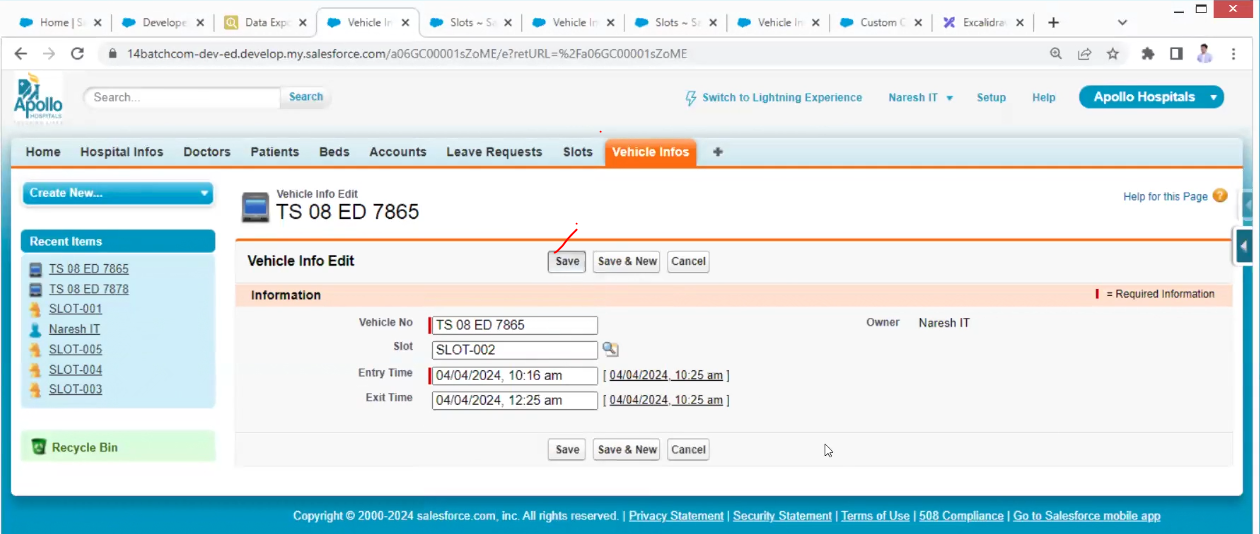 Home | S
Develope
Data Expo
Vehicle In
Slots ~ Sa
Vehicle In
Slots ~ Sa
Vehicle In
Custom O
Excalidra
14batchcom-dev-ed.develop.my.salesforce.com/a06GC00001sZoME/e?retURL=%2Fa06GC00001sZoME
Apollo
HOSPITALS
Search...
Search
Switch to Lightning Experience
Naresh IT
Setup
Help
Apollo Hospitals
Home Hospital Infos Doctors Patients Beds Accounts Leave Requests Slots Vehicle Infos
Create New...
Vehicle Info Edit
TS 08 ED 7865
Help for this Page
Recent Items
TS 08 ED 7865
TS 08 ED 7878
SLOT-001
Naresh IT
SLOT-005
SLOT-004
SLOT-003
Recycle Bin
Vehicle Info Edit
Save
Save & New
Cancel
Information
= Required Information
Vehicle No TS 08 ED 7865
Owner Naresh IT
Slot SLOT-002
Entry Time 04/04/2024, 10:16 am [ 04/04/2024, 10:25 am ]
Exit Time 04/04/2024, 12:25 am [ 04/04/2024, 10:25 am ]
Save
Save & New
Cancel
Copyright © 2000-2024 salesforce.com, inc. All rights reserved. | Privacy Statement | Security Statement | Terms of Use | 508 Compliance | Go to Salesforce mobile app